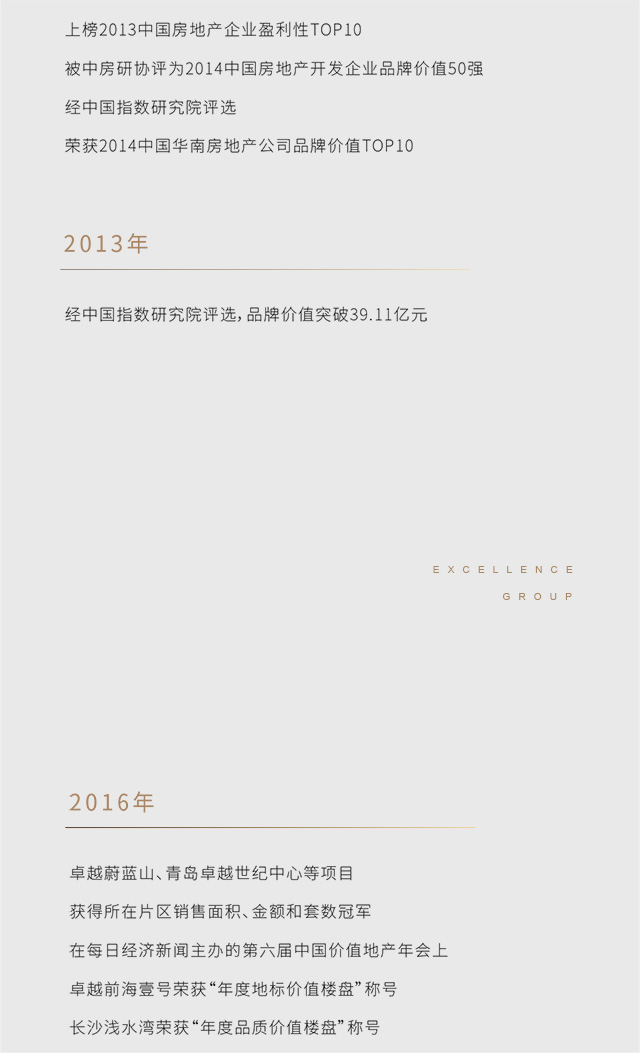 上榜2013中国房地产企业盈利性TOP10
被中房研协评为2014中国房地产开发企业品牌价值50强
经中国指数研究院评选
荣获2014中国华南房地产公司品牌价值TOP10
2013年
经中国指数研究院评选，品牌价值突破39.11亿元
EXCELLENCE
GROUP
2016年
卓越蔚蓝山、青岛卓越世纪中心等项目
获得所在片区销售面积、金额和套数冠军
在每日经济新闻主办的第六届中国价值地产年会上
卓越前海壹号荣获“年度地标价值楼盘”称号
长沙浅水湾荣获“年度品质价值楼盘”称号